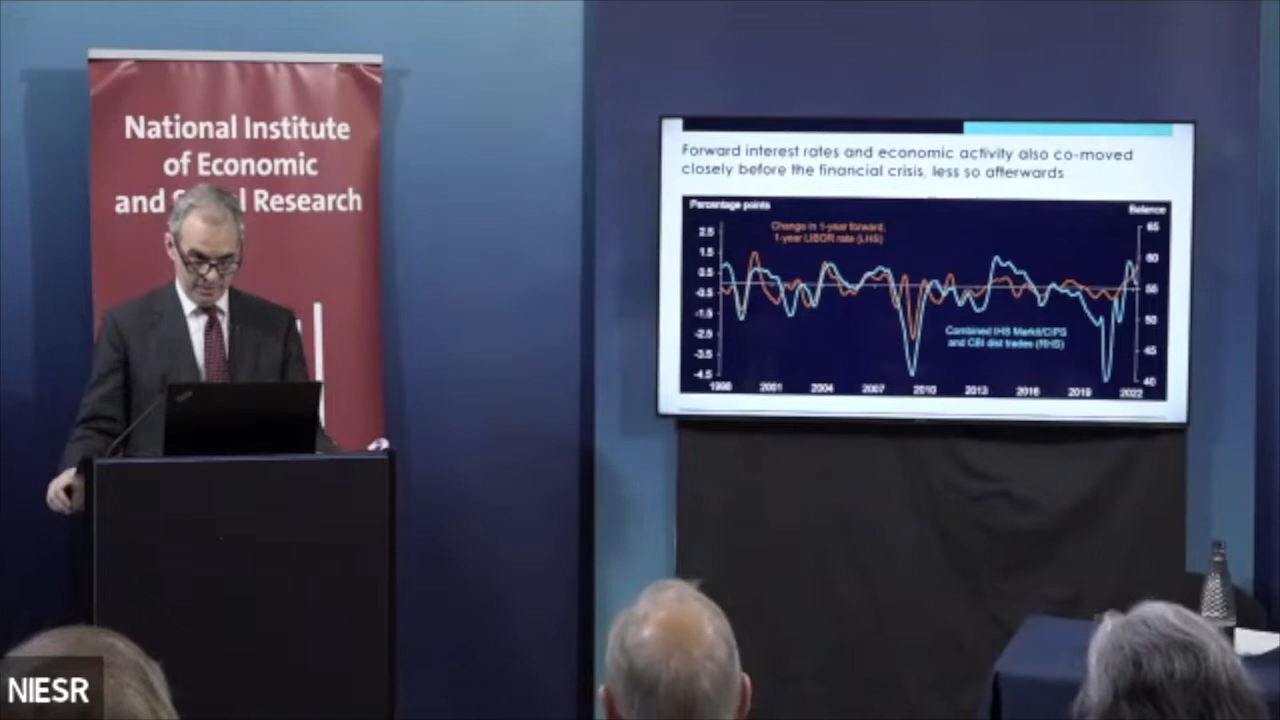 National Institute
of Economic
and Research
Forward interest rates and economic activity also co-moved
closely before the financial crisis, less so afterwards
Percentage points
Balance
Change in 1-year forward,
1-year LIBOR rate (LHS)
2.5
1.5
0.5
-0.5
-1.5
-2.5
-3.5
-4.5
65
60
55
50
45
40
Combined IHS Markit/CIPS
and CBI dist trades (RHS)
1998 2001 2004 2007 2010 2013 2016 2019 2022
NIESR